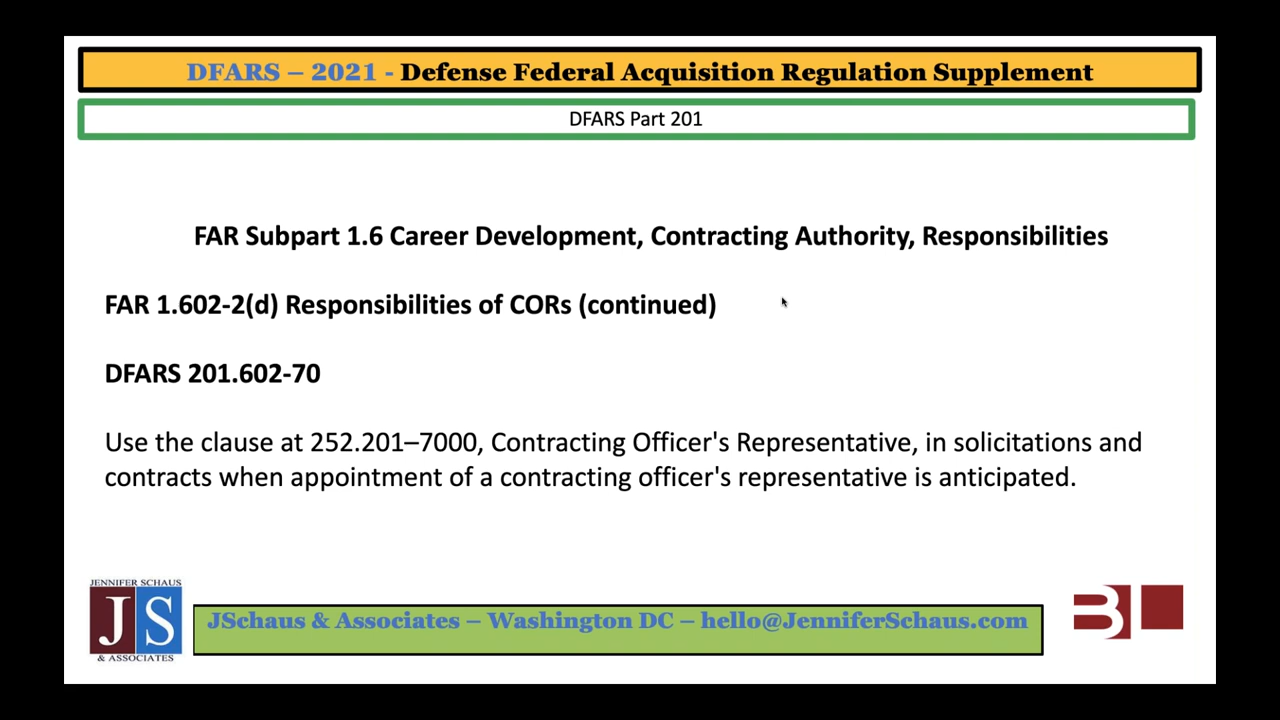 DFARS – 2021 - Defense Federal Acquisition Regulation Supplement
DFARS Part 201
FAR Subpart 1.6 Career Development, Contracting Authority, Responsibilities
FAR 1.602-2(d) Responsibilities of CORs (continued)
DFARS 201.602-70
Use the clause at 252.201–7000, Contracting Officer's Representative, in solicitations and
contracts when appointment of a contracting officer's representative is anticipated.
JENNIFER SCHAUS
JS
& ASSOCIATES
JSchaus & Associates – Washington DC – hello@JenniferSchaus.com
B